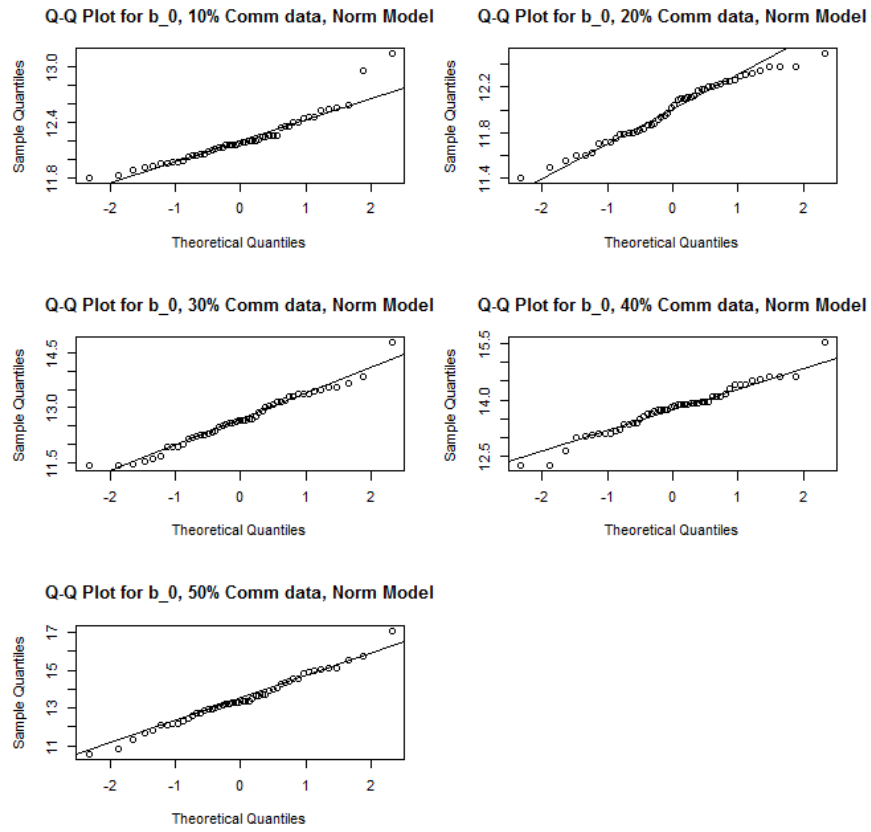 Q-Q Plot for b_0, 10% Comm data, Norm Model
Sample Quantiles
13.0
12.4
11.8
-2 -1 0 1 2
Theoretical Quantiles
Q-Q Plot for b_0, 20% Comm data, Norm Model
Sample Quantiles
12.2
11.8
11.4
-2 -1 0 1 2
Theoretical Quantiles
Q-Q Plot for b_0, 30% Comm data, Norm Model
Sample Quantiles
14.5
13.0
11.5
-2 -1 0 1 2
Theoretical Quantiles
Q-Q Plot for b_0, 40% Comm data, Norm Model
Sample Quantiles
15.5
14.0
12.5
-2 -1 0 1 2
Theoretical Quantiles
Q-Q Plot for b_0, 50% Comm data, Norm Model
Sample Quantiles
17
15
13
11
-2 -1 0 1 2
Theoretical Quantiles